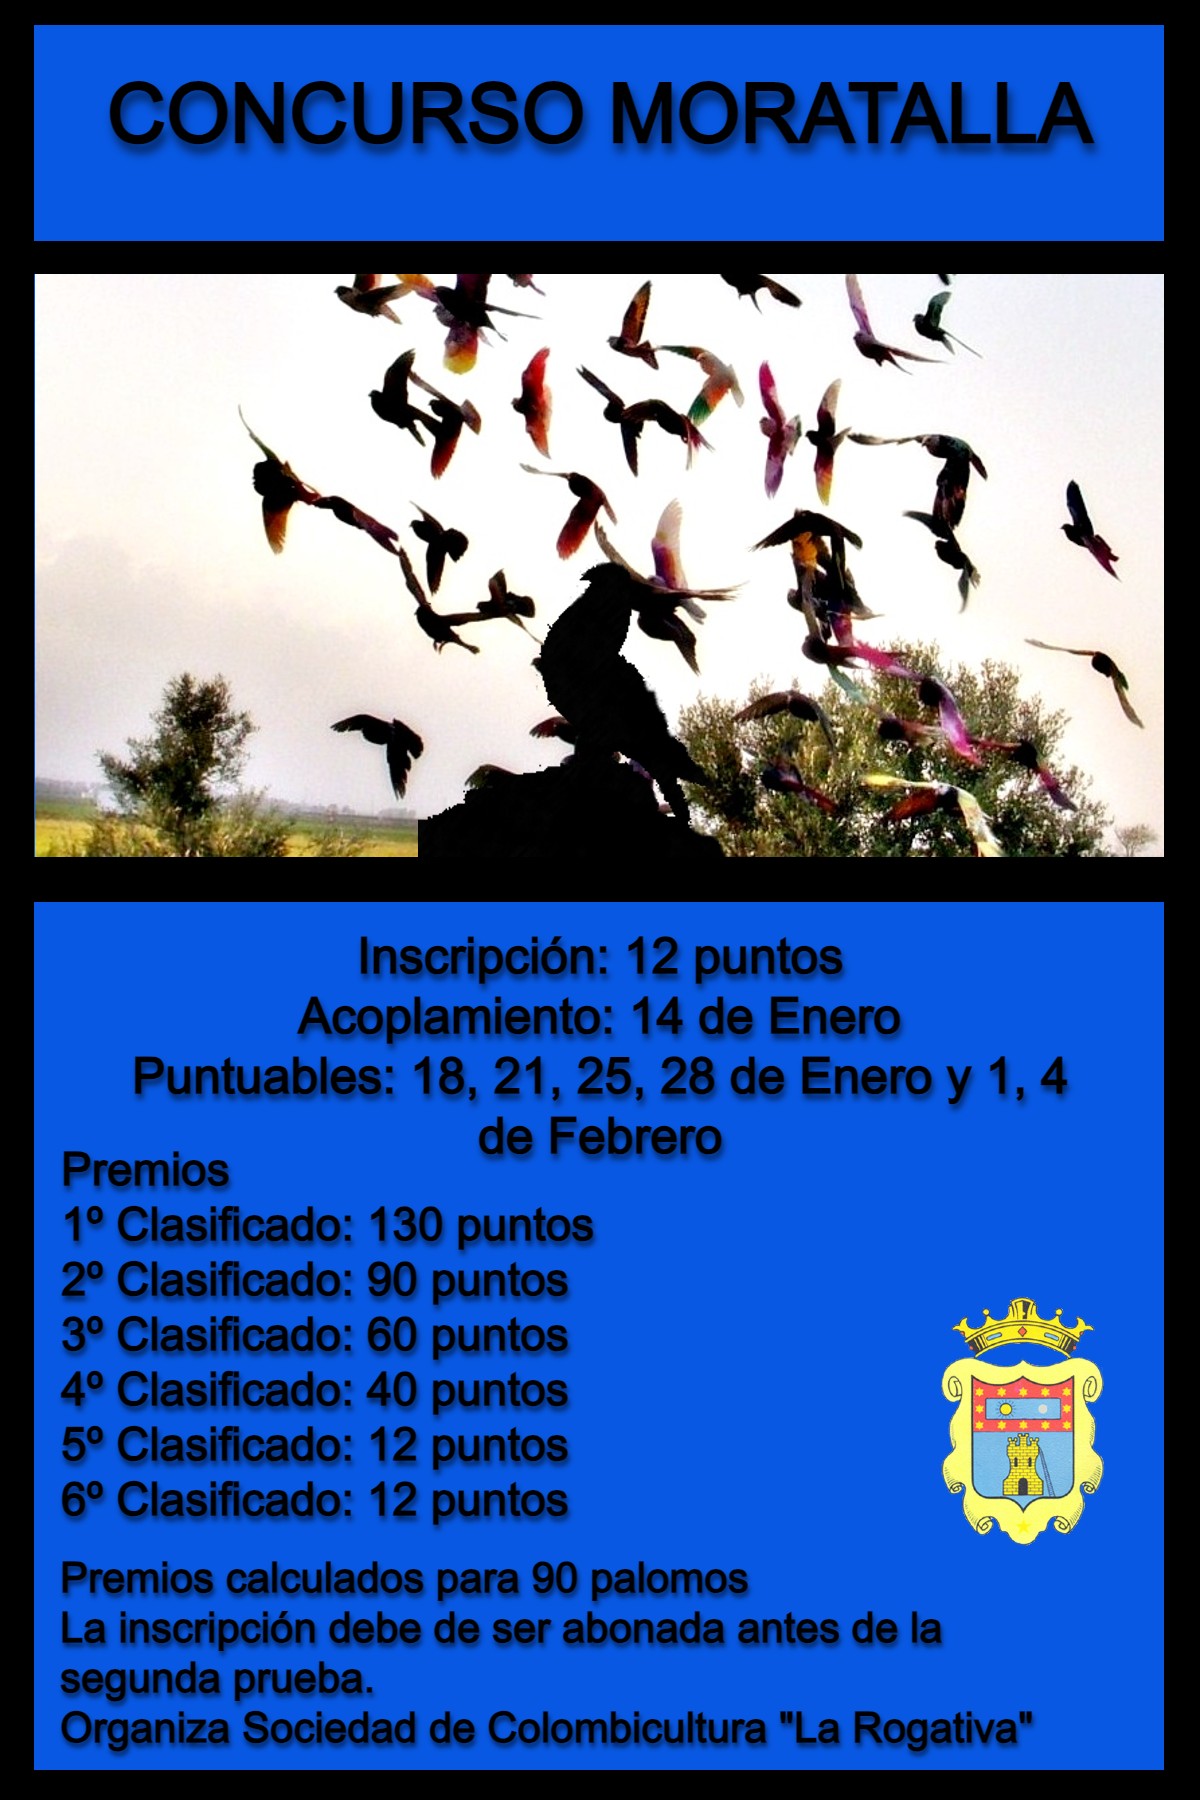 CONCURSO MORATALLA
Inscripción: 12 puntos
Acoplamiento: 14 de Enero
Puntuables: 18, 21, 25, 28 de Enero y 1, 4
de Febrero
Premios
1º Clasificado: 130 puntos
2º Clasificado: 90 puntos
3º Clasificado: 60 puntos
4º Clasificado: 40 puntos
5º Clasificado: 12 puntos
6º Clasificado: 12 puntos
Premios calculados para 90 palomos
La inscripción debe de ser abonada antes de la
segunda prueba.
Organiza Sociedad de Colombicultura "La Rogativa"